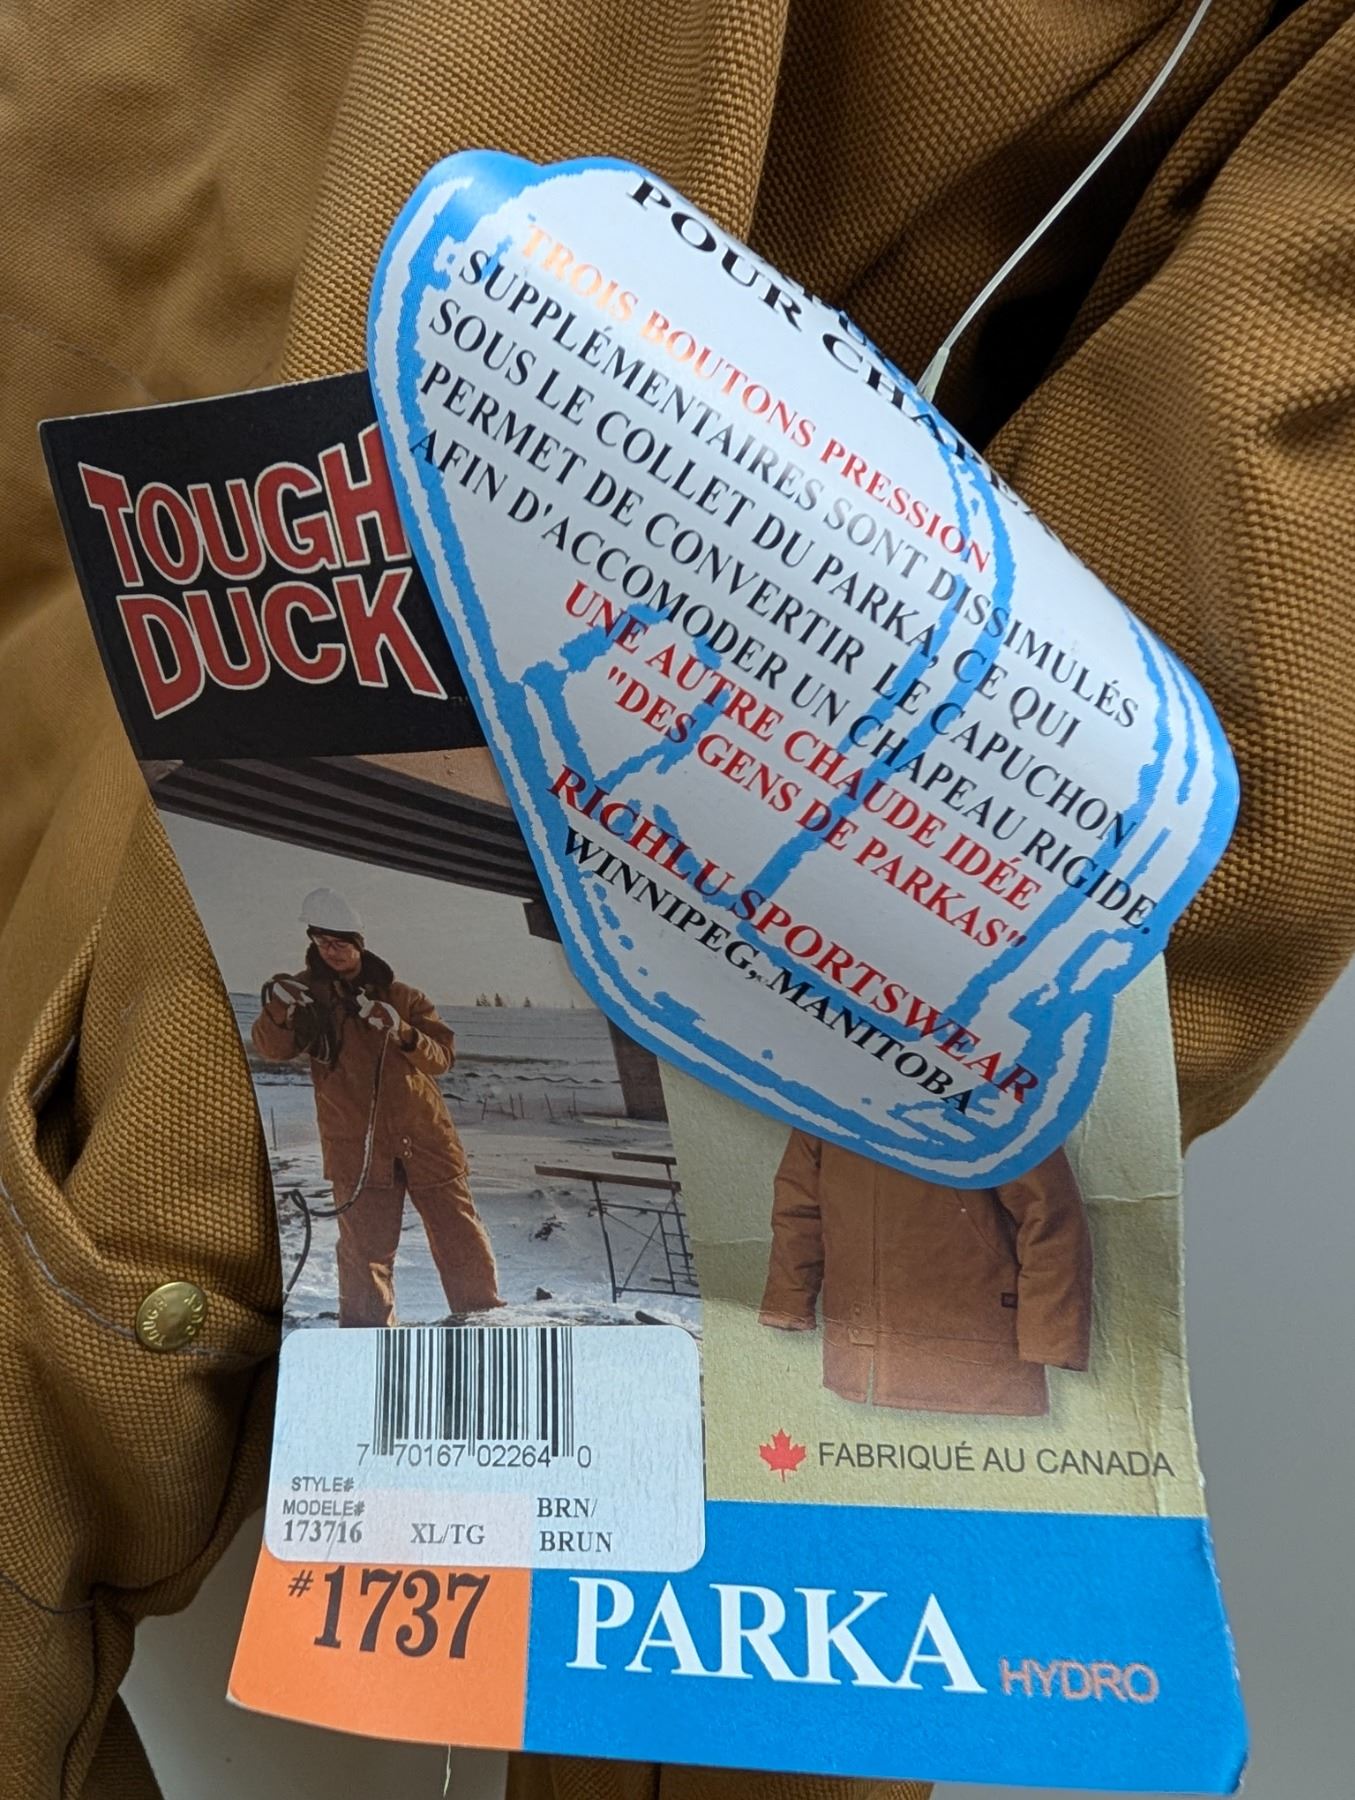 POUR
TROIS BOUTONS PRESSION
SUPPLÉMENTAIRES SONT DISSIMULÉS
SOUS LE COLLET DU PARKA, CE QUI
PERMET DE CONVERTIR LE CAPUCHON
AFIN D'ACCOMODER UN CHAPEAU RIGIDE.
UNE AUTRE CHAUDE IDÉE
"DES GENS DE PARKAS"
RICHLU SPORTSWEAR
WINNIPEG, MANITOBA
TOUGH
DUCK
TOUGH DUCK
7 70167 02264 0
STYLE#
MODELE#
173716 XL/TG BRN/
BRUN
FABRIQUÉ AU CANADA
#1737
PARKA HYDRO